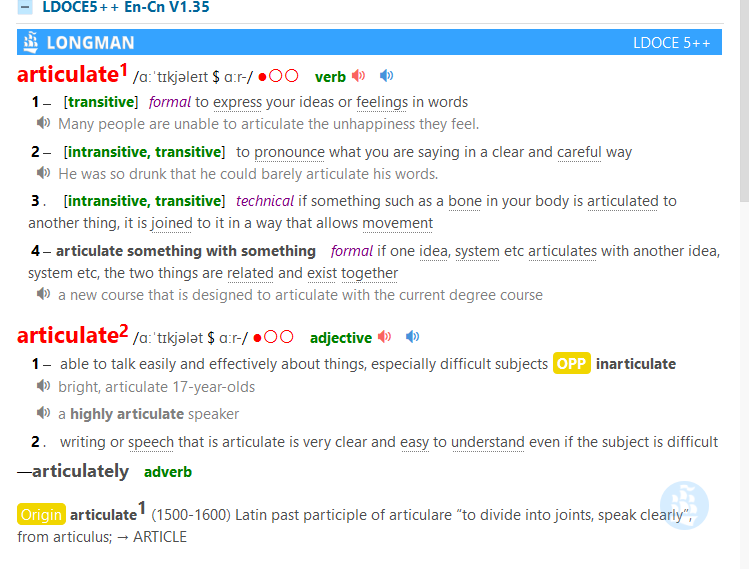 LDOCE5++ En-Cn V1.35
LONGMAN LDOCE 5++
articulate1 /ɑːˈtɪkjəleɪt $ ɑːr-/ ●○○ verb
1 – [transitive] formal to express your ideas or feelings in words
Many people are unable to articulate the unhappiness they feel.
2 – [intransitive, transitive] to pronounce what you are saying in a clear and careful way
He was so drunk that he could barely articulate his words.
3 . [intransitive, transitive] technical if something such as a bone in your body is articulated to
another thing, it is joined to it in a way that allows movement
4 – articulate something with something formal if one idea, system etc articulates with another idea,
system etc, the two things are related and exist together
a new course that is designed to articulate with the current degree course
articulate2 /ɑːˈtɪkjələt $ ɑːr-/ ●○○ adjective
1 – able to talk easily and effectively about things, especially difficult subjects OPP inarticulate
bright, articulate 17-year-olds
a highly articulate speaker
2 . writing or speech that is articulate is very clear and easy to understand even if the subject is difficult
—articulately adverb
Origin articulate1 (1500-1600) Latin past participle of articulare “to divide into joints, speak clearly”,
from articulus; → ARTICLE